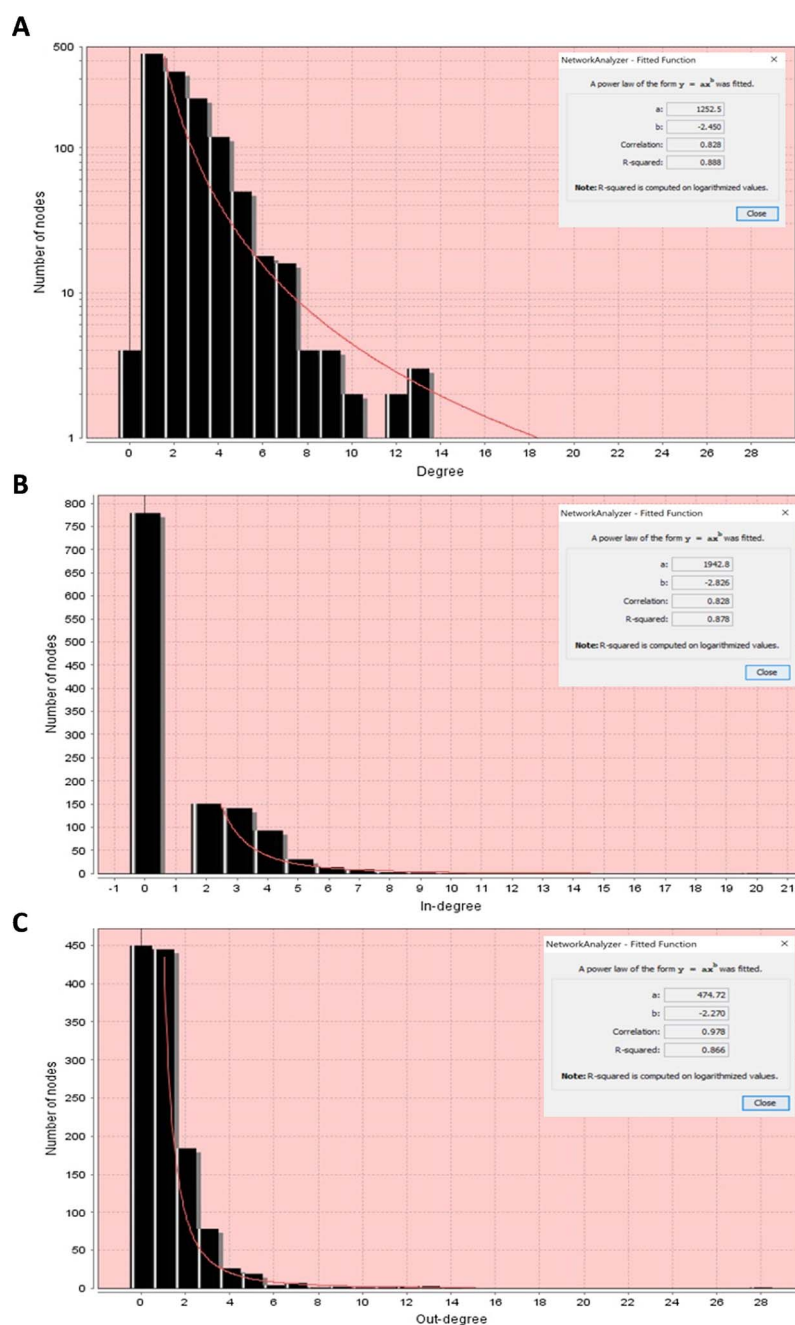 A
NetworkAnalyzer - Fitted Function
A power law of the form y = ax^b was fitted.
a: 1252.5
b: -2.450
Correlation: 0.828
R-squared: 0.888
Note: R-squared is computed on logarithmized values.
Close
500
100
10
1
Number of nodes
0 2 4 6 8 10 12 14 16 18 20 22 24 26 28
Degree
B
NetworkAnalyzer - Fitted Function
A power law of the form y = ax^b was fitted.
a: 1942.8
b: -2.826
Correlation: 0.828
R-squared: 0.878
Note: R-squared is computed on logarithmized values.
Close
800
750
700
650
600
550
500
450
400
350
300
250
200
150
100
50
0
Number of nodes
-1 0 1 2 3 4 5 6 7 8 9 10 11 12 13 14 15 16 17 18 19 20 21
In-degree
C
NetworkAnalyzer - Fitted Function
A power law of the form y = ax^b was fitted.
a: 474.72
b: -2.270
Correlation: 0.978
R-squared: 0.866
Note: R-squared is computed on logarithmized values.
Close
450
400
350
300
250
200
150
100
50
0
Number of nodes
0 2 4 6 8 10 12 14 16 18 20 22 24 26 28
Out-degree